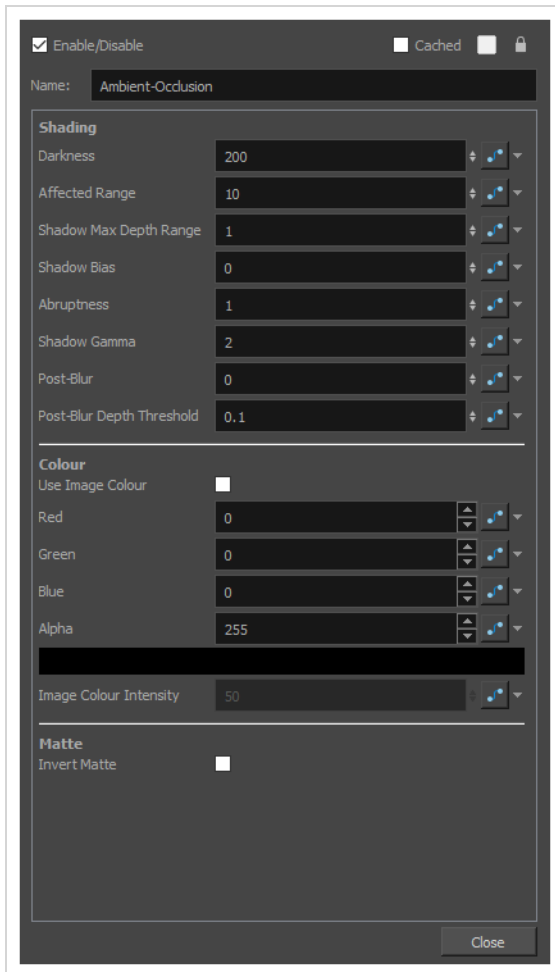 Enable/Disable Cached
Name: Ambient-Occlusion
Shading
Darkness 200
Affected Range 10
Shadow Max Depth Range 1
Shadow Bias 0
Abruptness 1
Shadow Gamma 2
Post-Blur 0
Post-Blur Depth Threshold 0.1
Colour
Use Image Colour
Red 0
Green 0
Blue 0
Alpha 255
Image Colour Intensity 50
Matte
Invert Matte
Close